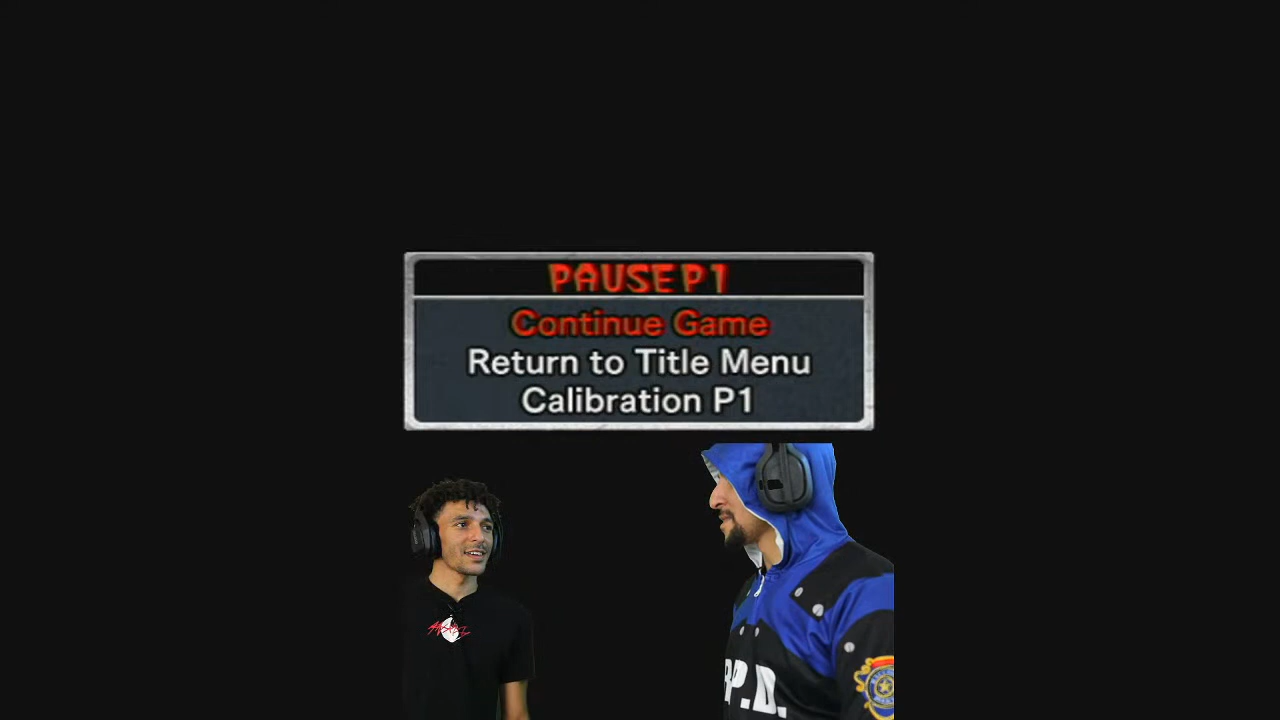 PAUSE P1
Continue Game
Return to Title Menu
Calibration P1
P.D.